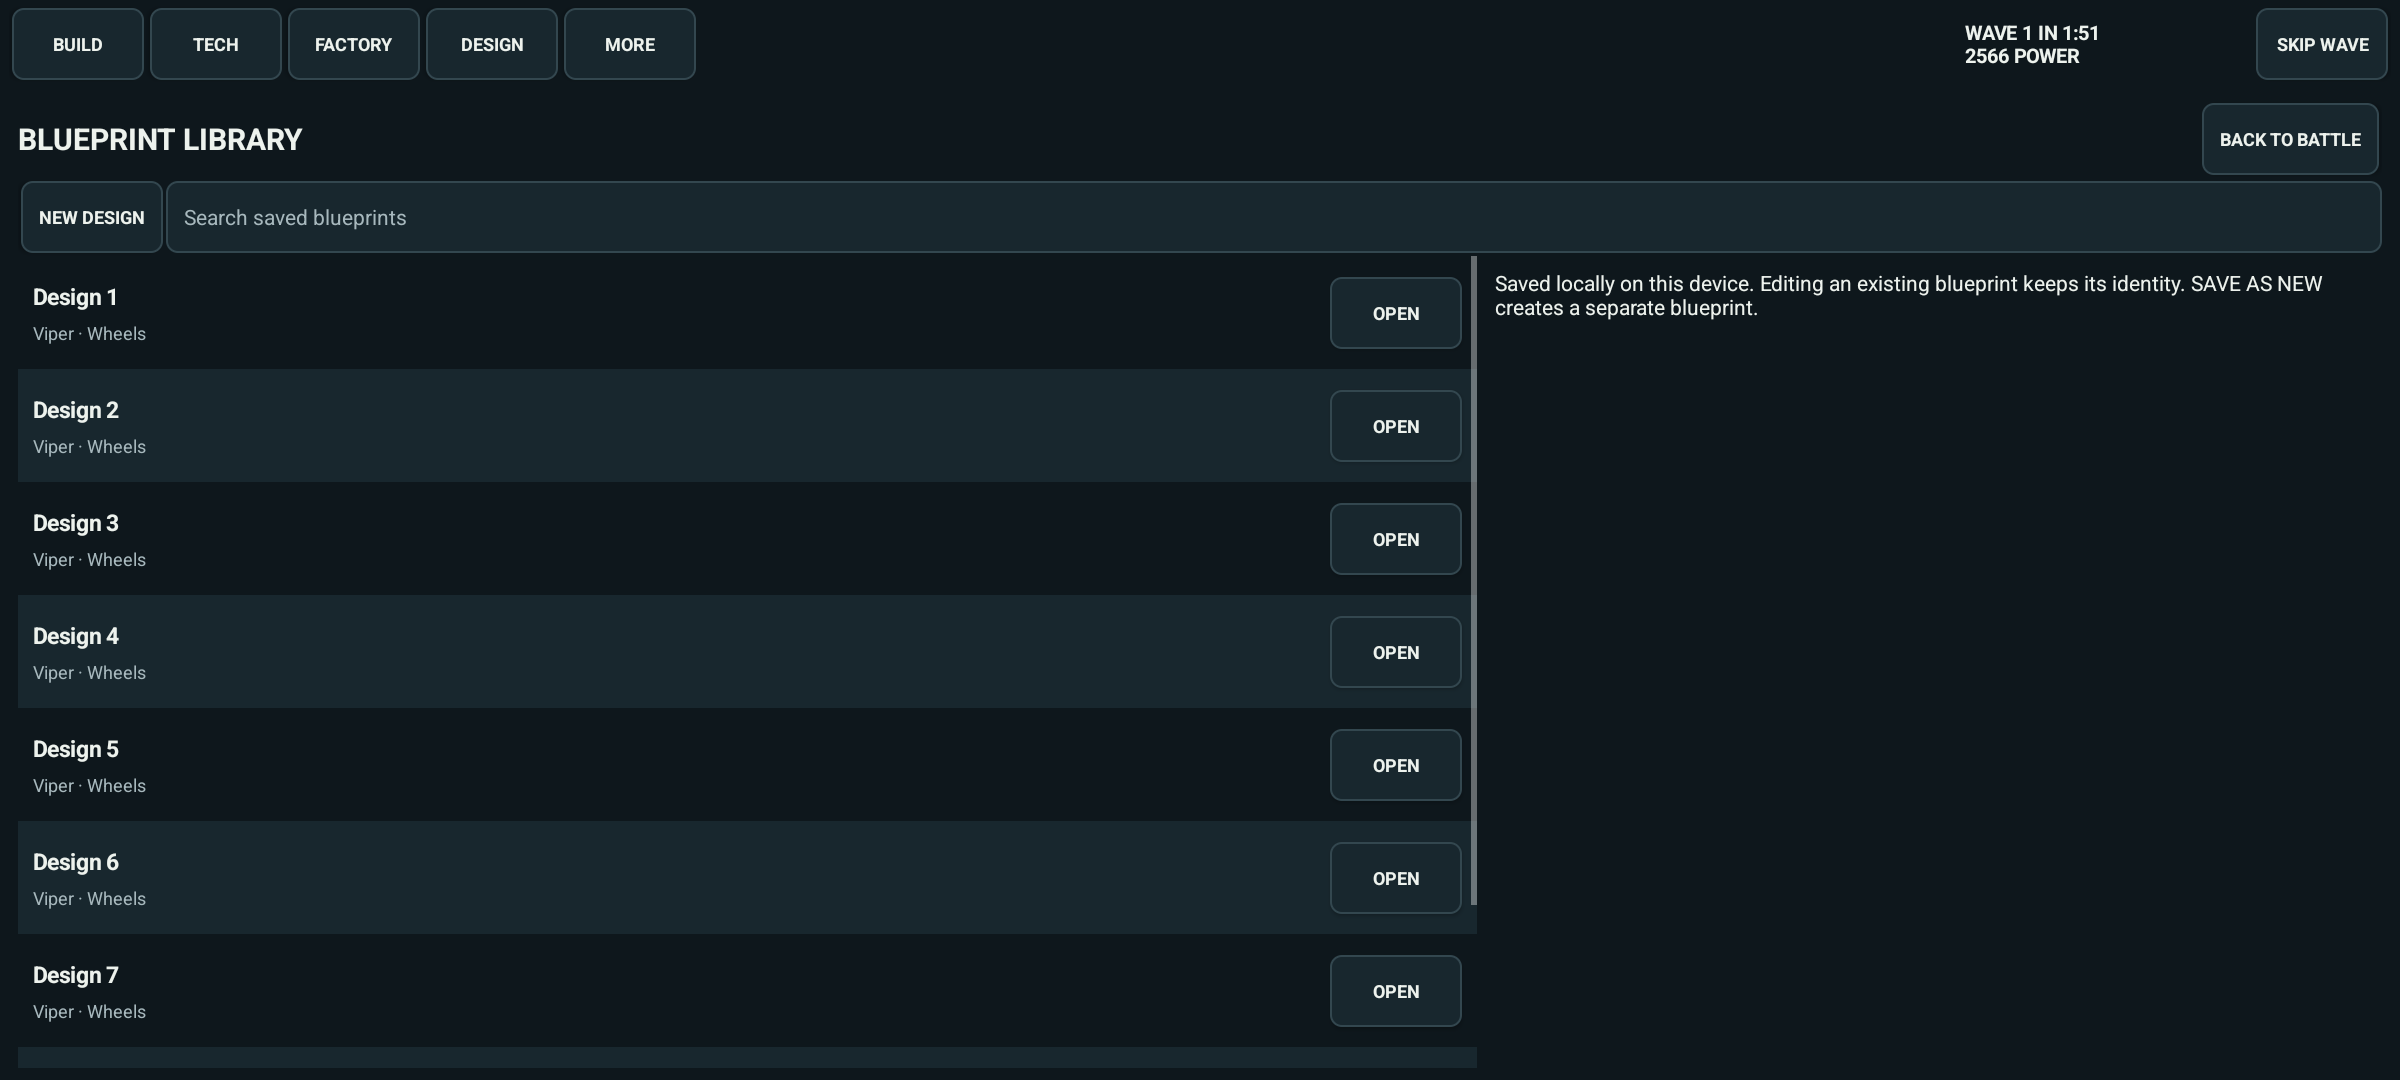 BUILD
TECH
FACTORY
DESIGN
MORE
WAVE 1 IN 1:51
2566 POWER
SKIP WAVE
BLUEPRINT LIBRARY
BACK TO BATTLE
NEW DESIGN
Search saved blueprints
Design 1
Viper · Wheels
OPEN
Design 2
Viper · Wheels
OPEN
Design 3
Viper · Wheels
OPEN
Design 4
Viper · Wheels
OPEN
Design 5
Viper · Wheels
OPEN
Design 6
Viper · Wheels
OPEN
Design 7
Viper · Wheels
OPEN
Saved locally on this device. Editing an existing blueprint keeps its identity. SAVE AS NEW
creates a separate blueprint.